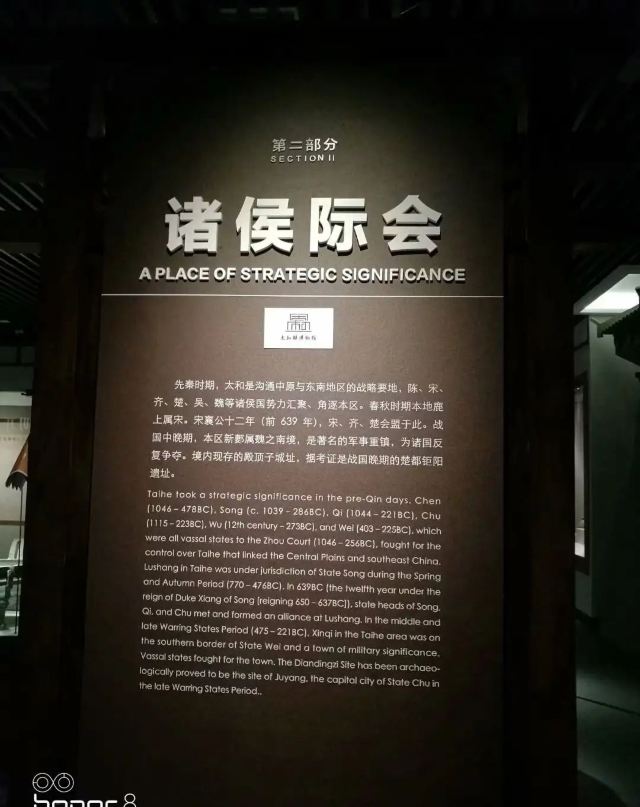 第二部分
SECTION II
诸侯际会
A PLACE OF STRATEGIC SIGNIFICANCE
太和县博物馆
先秦时期，太和是沟通中原与东南地区的战略要地，陈、宋、
齐、楚、吴、魏等诸侯国势力汇聚、角逐本区。春秋时期本地鹿
上属宋。宋襄公十二年（前 639 年），宋、齐、楚会盟于此。战
国中晚期，本区新郪属魏之南境，是著名的军事重镇，为诸国反
复争夺。境内现存的殿顶子城址，据考证是战国晚期的楚都钜阳
遗址。
Taihe took a strategic significance in the pre-Qin days. Chen
(1046 – 478BC), Song (c. 1039 – 286BC), Qi (1044 – 221BC), Chu
(1115 – 223BC), Wu (12th century – 273BC), and Wei (403 – 225BC), which
were all vassal states to the Zhou Court (1046 – 256BC), fought for the
control over Taihe that linked the Central Plains and southeast China.
Lushang in Taihe was under jurisdiction of State Song during the Spring
and Autumn Period (770 – 476BC). In 639BC (the twelfth year under the
reign of Duke Xiang of Song (reigning 650 – 637BC)), state heads of Song,
Qi, and Chu met and formed an alliance at Lushang. In the middle and
late Warring States Period (475 – 221BC), Xinqi in the Taihe area was on
the southern border of State Wei and a town of military significance.
Vassal states fought for the town. The Diandingzi Site has been archaeo-
logically proved to be the site of Juyang, the capital city of State Chu in
the late Warring States Period..
honor 8